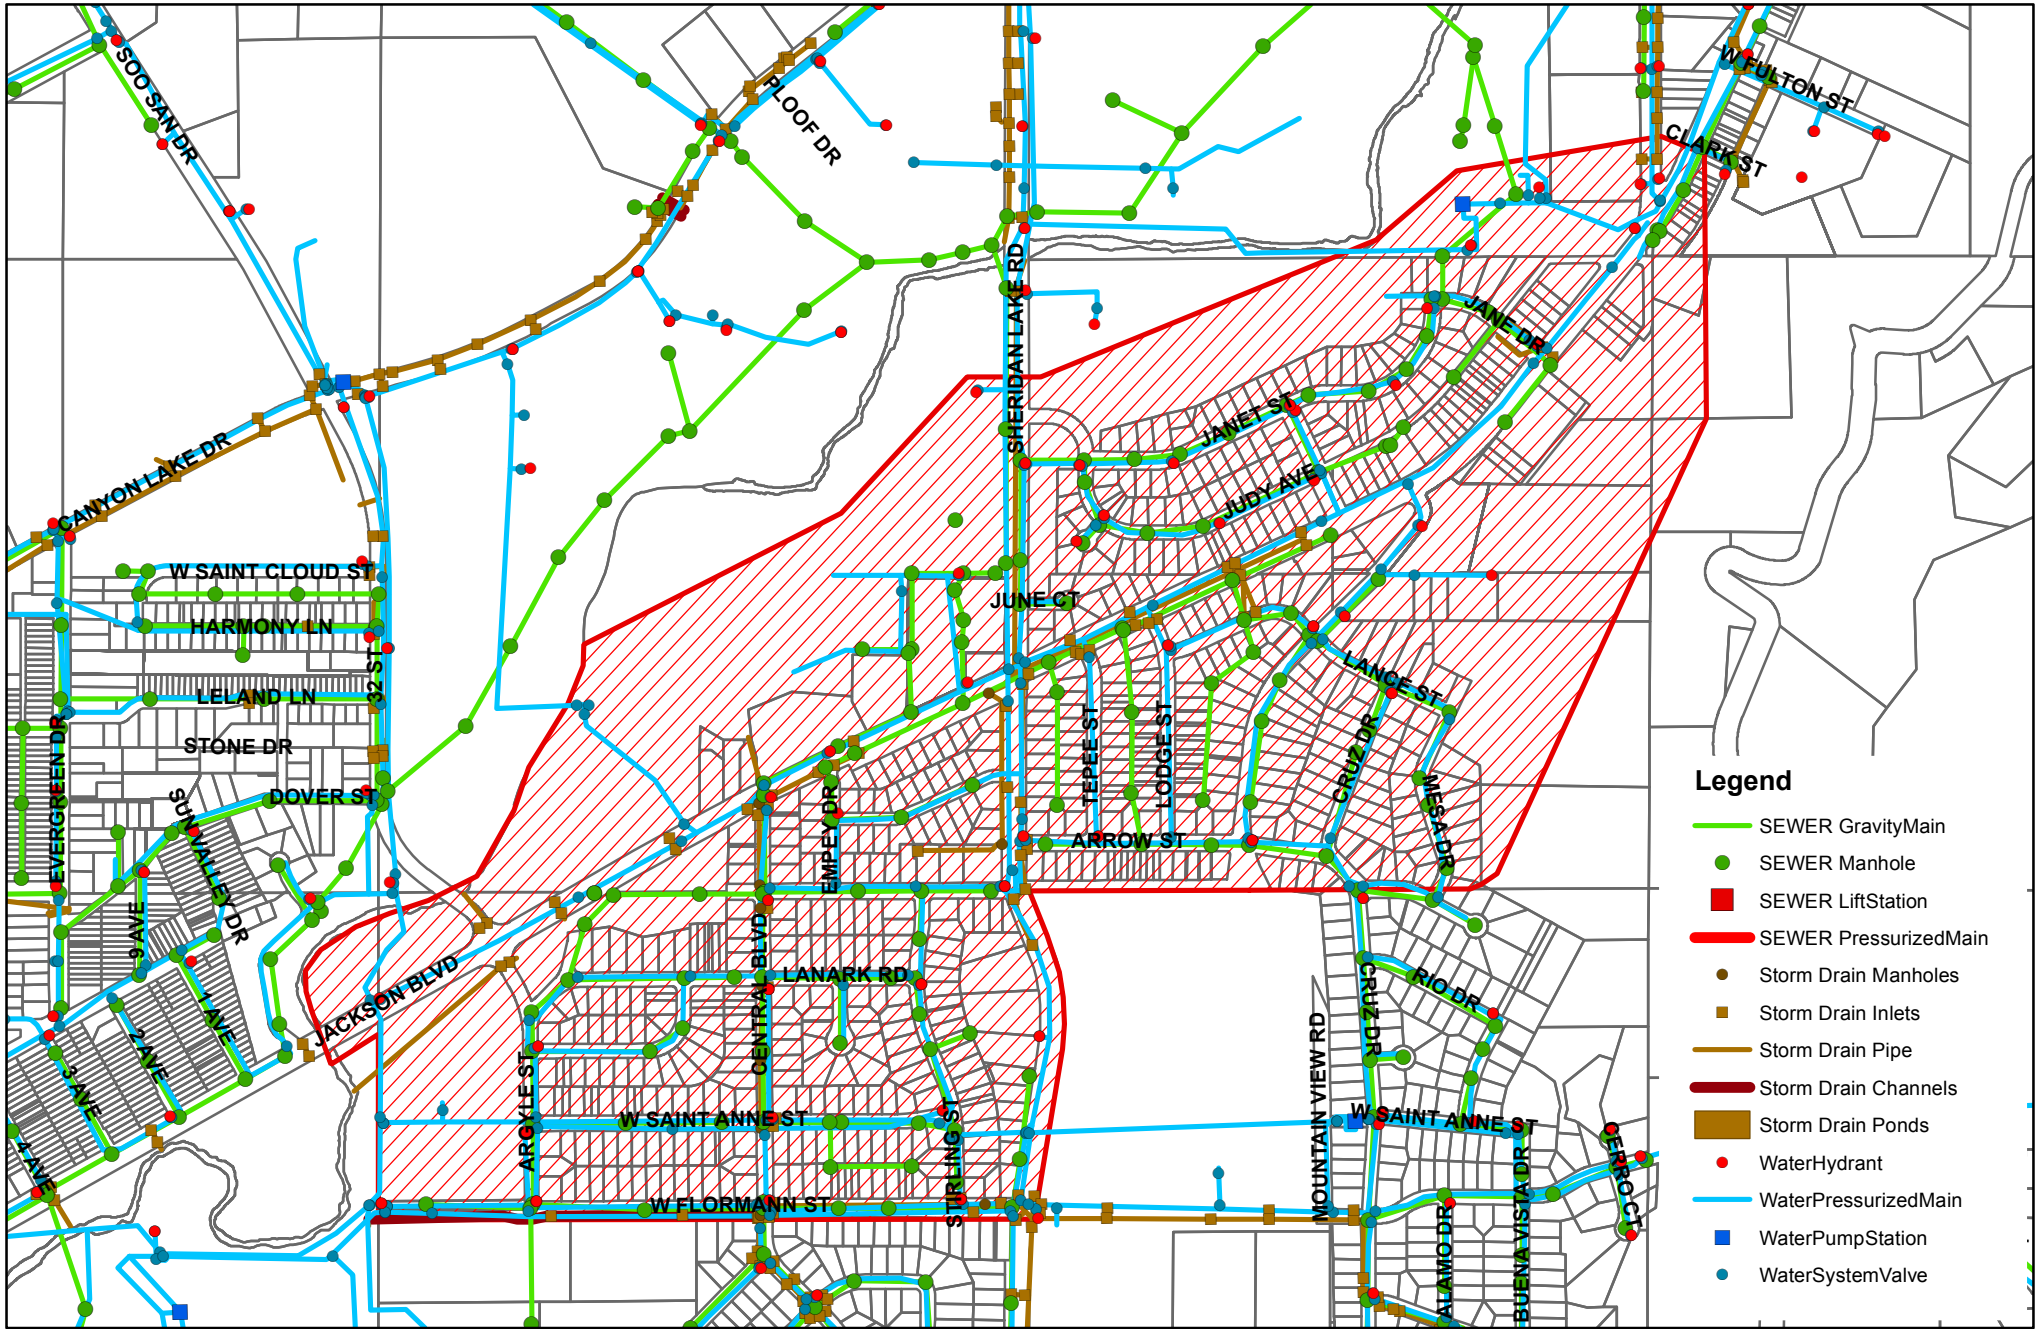 SOO SAN DR
PLOOF DR
W FULTON ST
CLARK ST
SHERIDAN LAKE RD
JANE DR
JANET ST
JUDY AVE
CANYON LAKE DR
W SAINT CLOUD ST
JUNE CT
HARMONY LN
32 ST
LELAND LN
LANCE ST
STONE DR
EVERGREEN DR
DOVER ST
SUN VALLEY DR
TEPEE ST
LODGE ST
CRUZ DR
MESA DR
EMPEY DR
ARROW ST
9 AVE
CENTRAL BLVD
LANARK RD
JACKSON BLVD
1 AVE
2 AVE
3 AVE
4 AVE
ARGYLE ST
W SAINT ANNE ST
STIRLING ST
W FLORMANN ST
MOUNTAIN VIEW RD
CRUZ DR
RIO DR
W SAINT ANNE ST
CERRO CT
ALAMO DR
BUENA VISTA DR
Legend
SEWER GravityMain
SEWER Manhole
SEWER LiftStation
SEWER PressurizedMain
Storm Drain Manholes
Storm Drain Inlets
Storm Drain Pipe
Storm Drain Channels
Storm Drain Ponds
WaterHydrant
WaterPressurizedMain
WaterPumpStation
WaterSystemValve